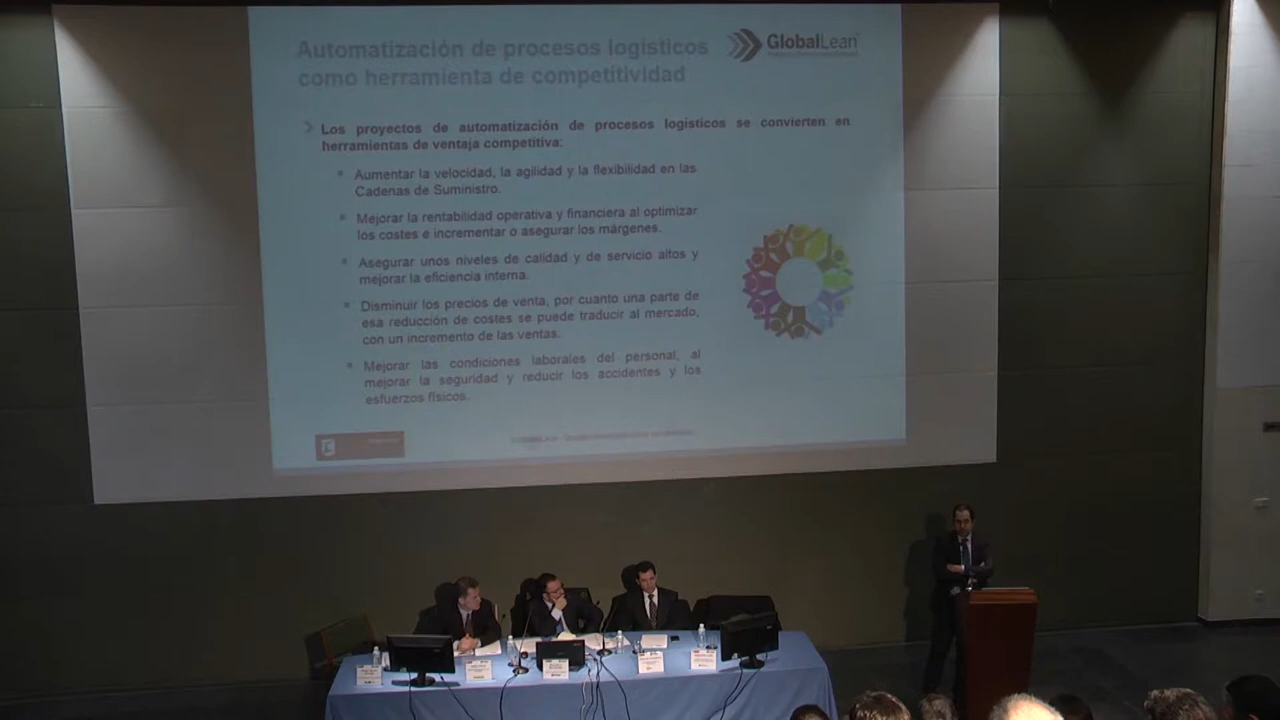 Automatización de procesos logísticos
como herramienta de competitividad
GlobalLean
Los proyectos de automatización de procesos logísticos se convierten en
herramientas de ventaja competitiva:
Aumentar la velocidad, la agilidad y la flexibilidad en las
Cadenas de Suministro.
Mejorar la rentabilidad operativa y financiera al optimizar
los costes e incrementar o asegurar los márgenes.
Asegurar unos niveles de calidad y de servicio altos y
mejorar la eficiencia interna.
Disminuir los precios de venta, por cuanto una parte de
esa reducción de costes se puede traducir al mercado,
con un incremento de las ventas.
Mejorar las condiciones laborales del personal, al
mejorar la seguridad y reducir los accidentes y los
esfuerzos físicos.